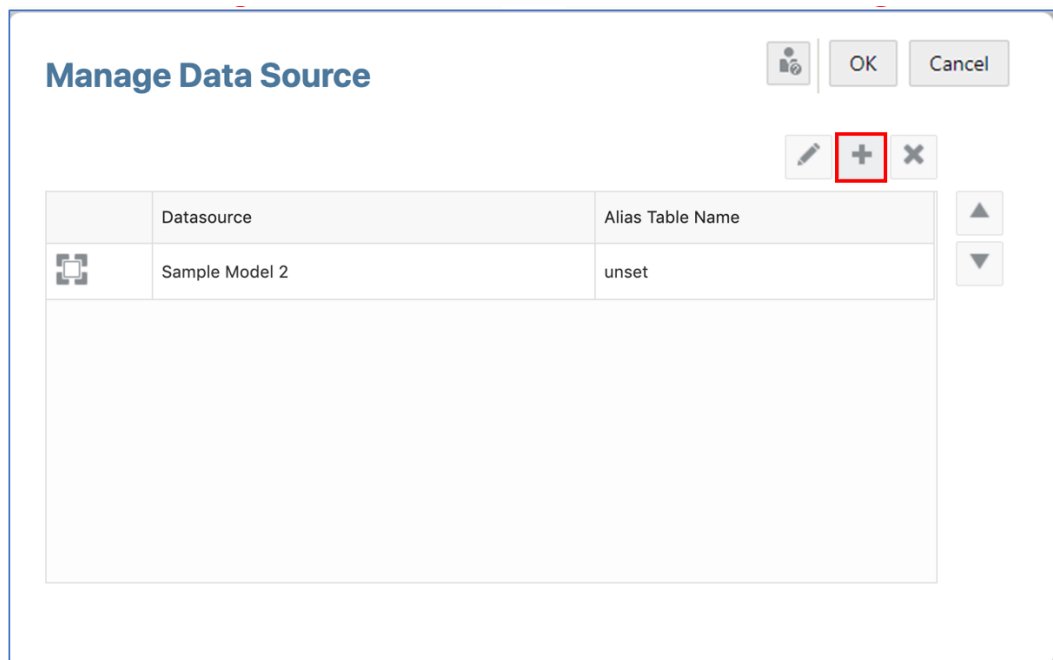 Manage Data Source
OK
Cancel
Datasource
Alias Table Name
Sample Model 2
unset